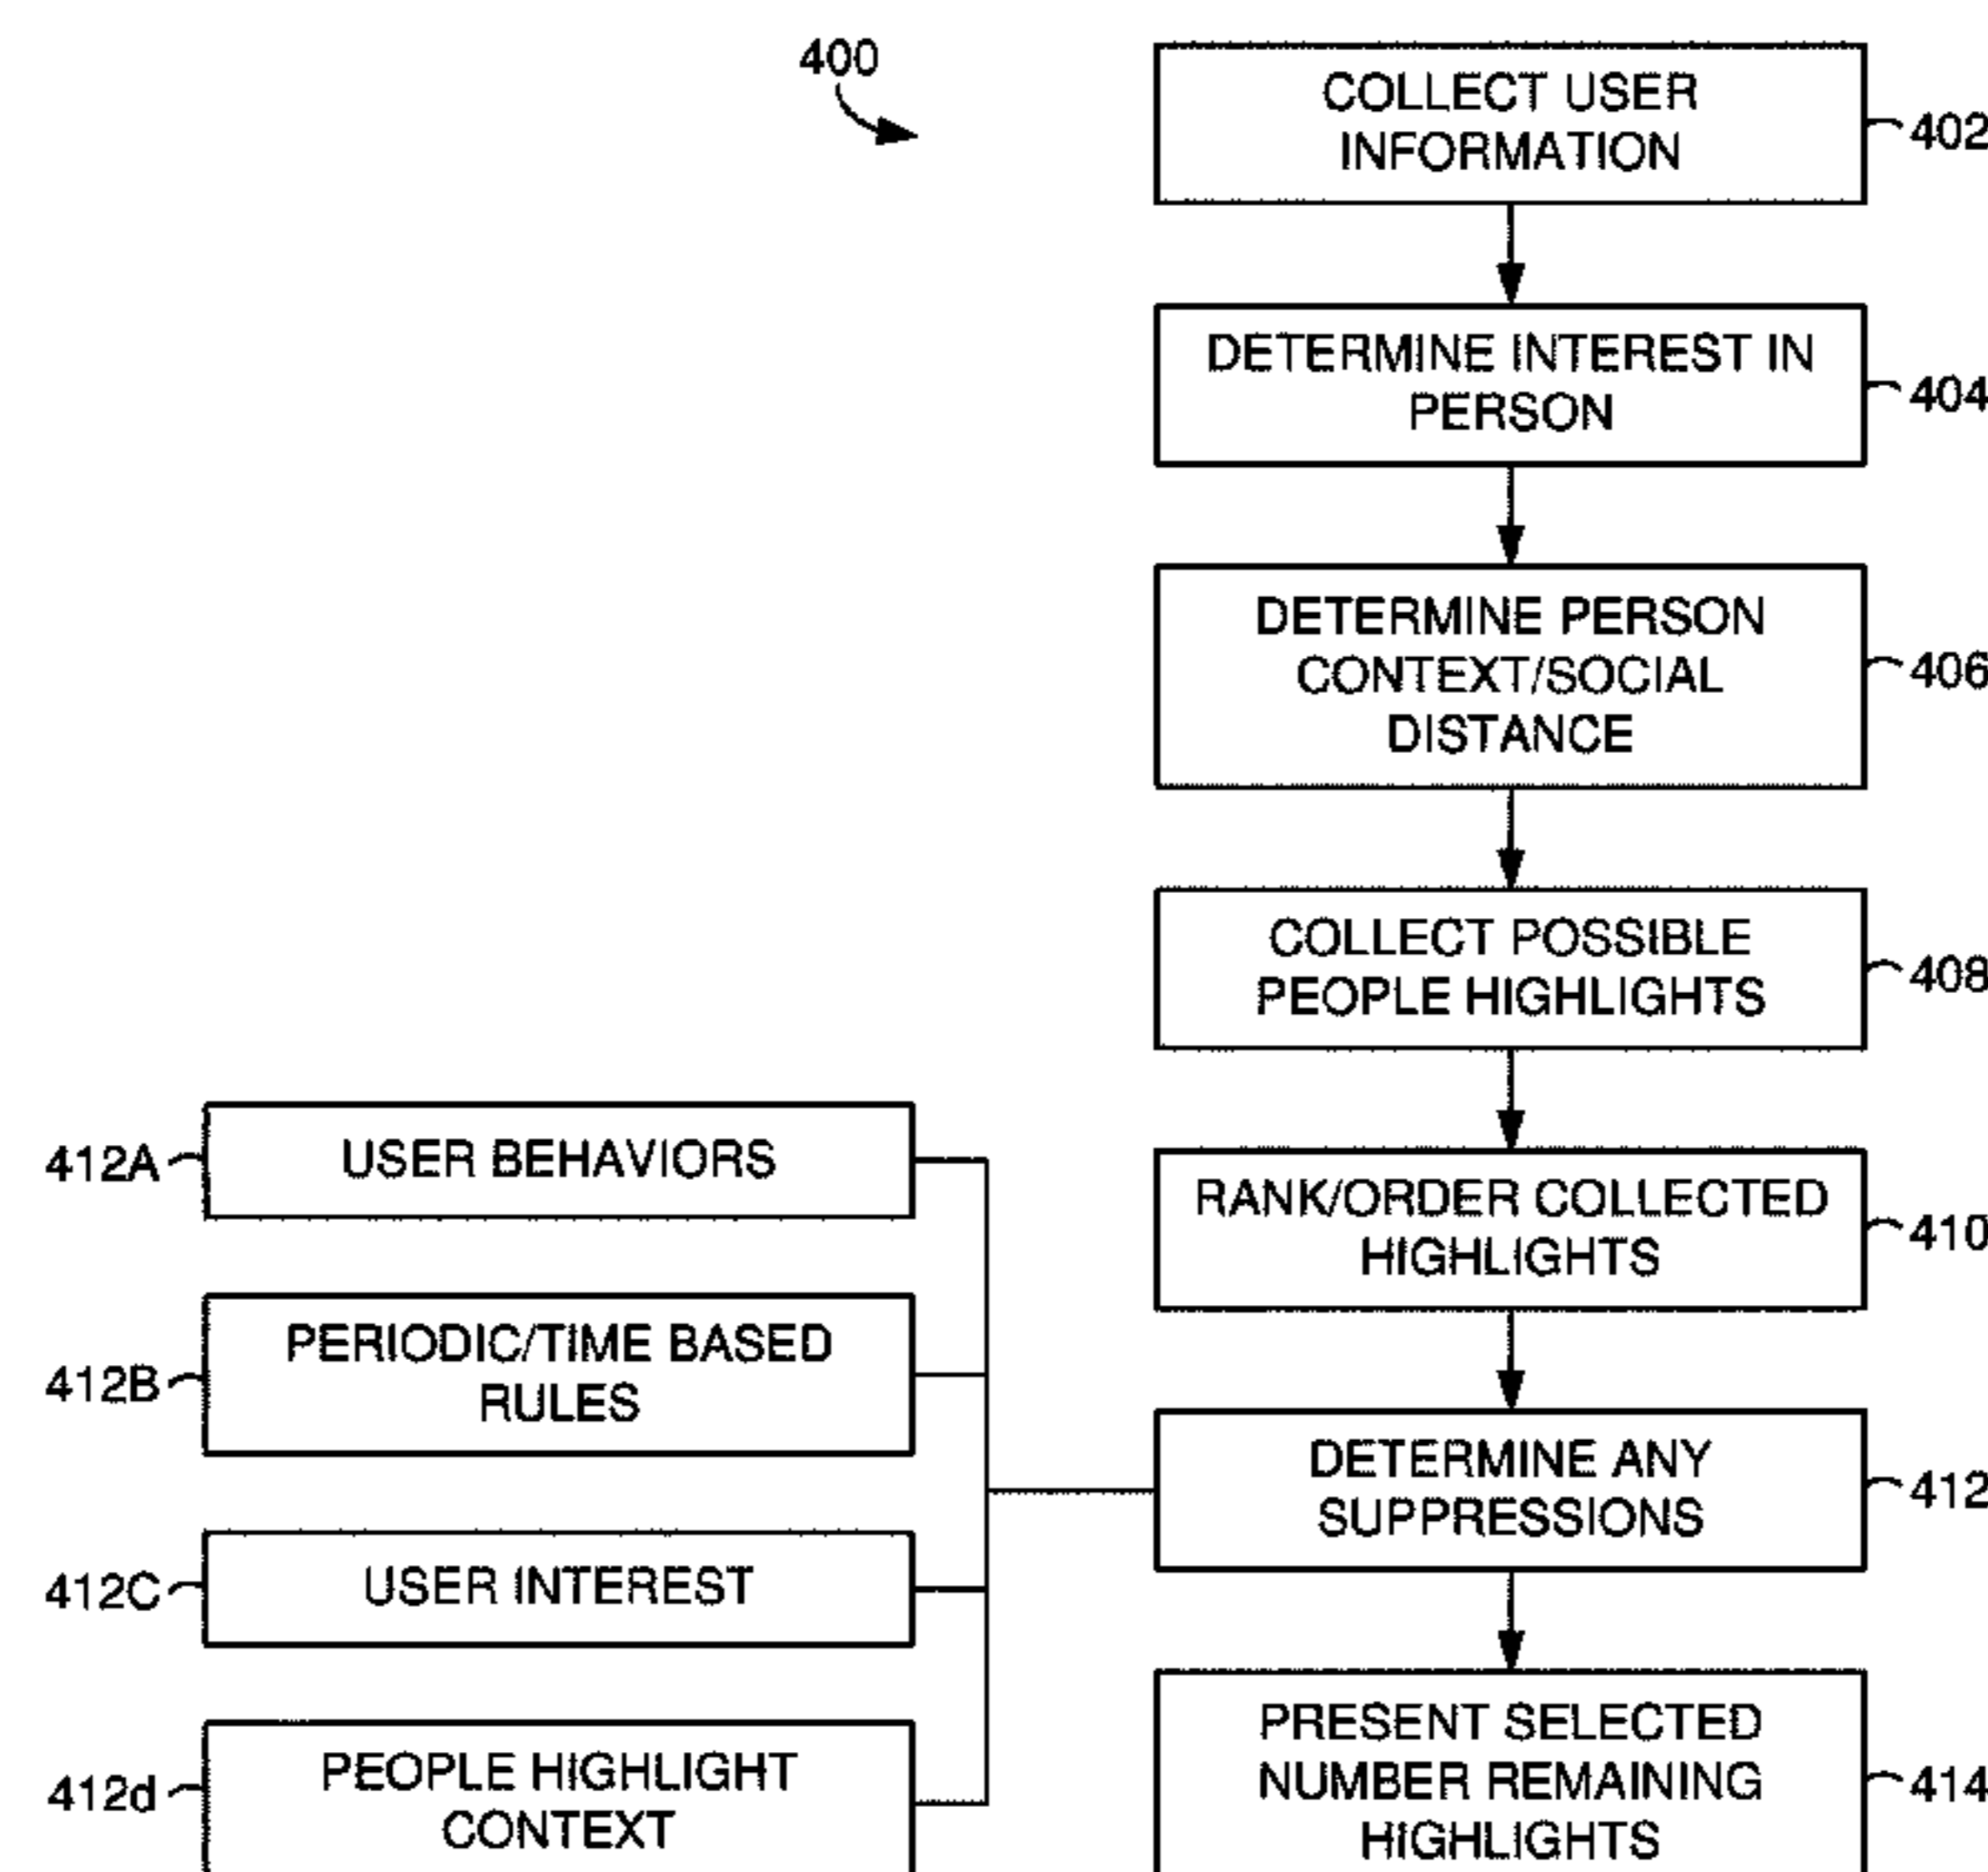 400
COLLECT USER
INFORMATION
402
DETERMINE INTEREST IN
PERSON
404
DETERMINE PERSON
CONTEXT/SOCIAL
DISTANCE
406
COLLECT POSSIBLE
PEOPLE HIGHLIGHTS
408
RANK/ORDER COLLECTED
HIGHLIGHTS
410
DETERMINE ANY
SUPPRESSIONS
412
412A
USER BEHAVIORS
412B
PERIODIC/TIME BASED
RULES
412C
USER INTEREST
412d
PEOPLE HIGHLIGHT
CONTEXT
PRESENT SELECTED
NUMBER REMAINING
HIGHLIGHTS
414